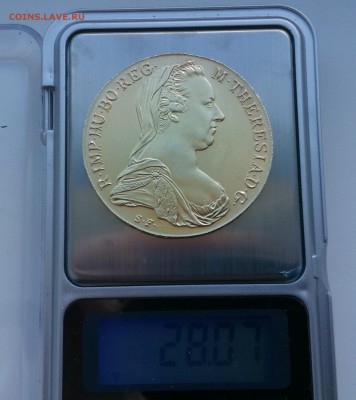 COINS.LAVE.RU
R·IMP·HU·BO·REG·
M·THERESIA·D·G·
S·F·
28.07